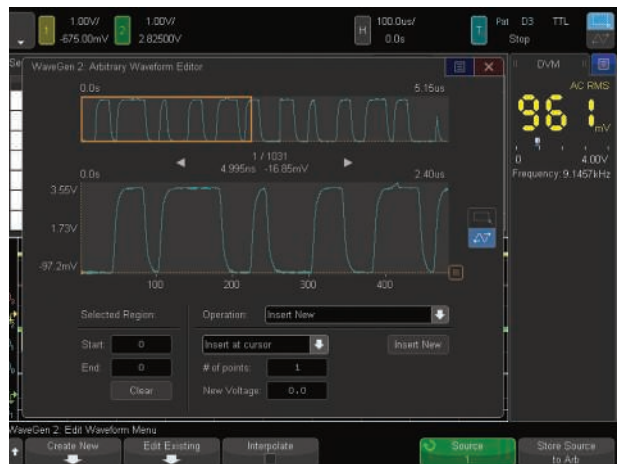 1 1.00V/ 2 1.00V/ H 100.0us/ T Pat D3 TTL
-675.00mV 2.82500V 0.0s Stop
WaveGen 2: Arbitrary Waveform Editor
DVM
0.0s 5.15us
AC RMS
961 mV
0 4.00V
Frequency: 9.1457kHz
1 / 1031
4.995ns -16.85mV
0.0s 2.40us
3.55V
1.73V
-97.2mV
100 200 300 400
Selected Region: Operation: Insert New
Start: 0 Insert at cursor Insert New
End: 0 # of points: 1
Clear New Voltage: 0.0
WaveGen 2: Edit Waveform Menu
Create New Edit Existing Interpolate Source Store Source
1 to Arb